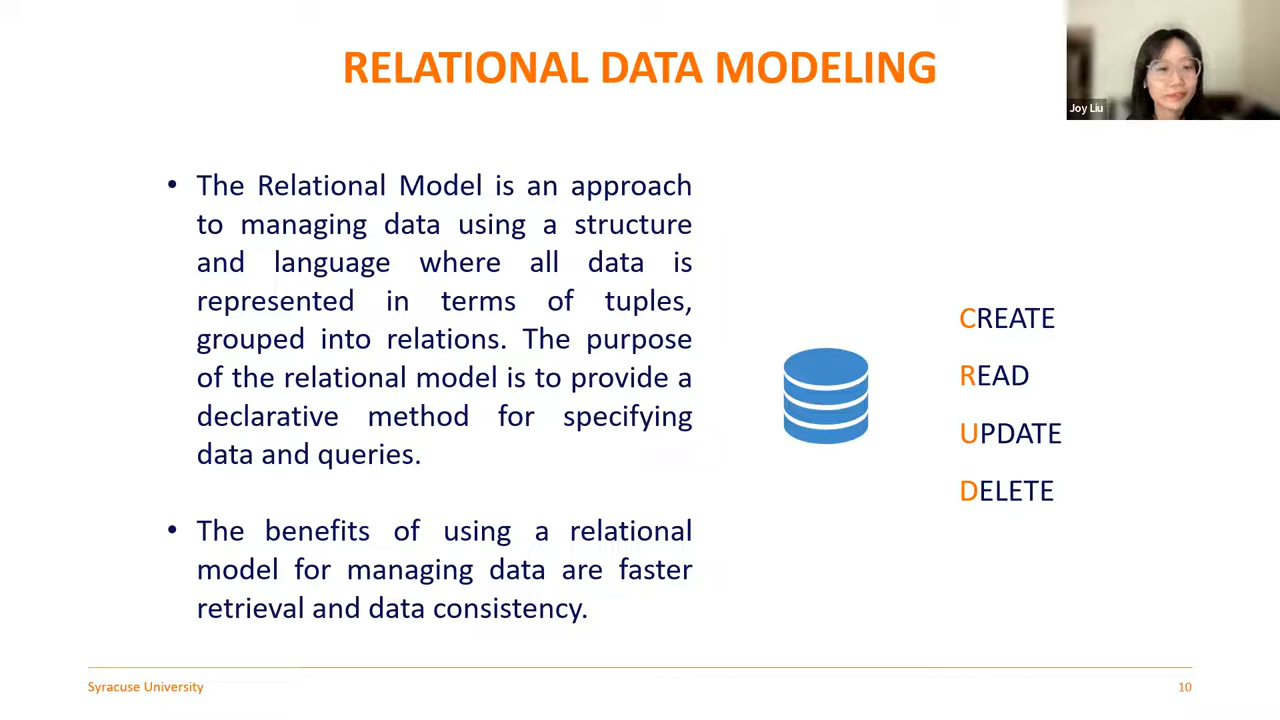 RELATIONAL DATA MODELING
Joy Liu
• The Relational Model is an approach
to managing data using a structure
and language where all data is
represented in terms of tuples,
grouped into relations. The purpose
of the relational model is to provide a
declarative method for specifying
data and queries.
• The benefits of using a relational
model for managing data are faster
retrieval and data consistency.
CREATE
READ
UPDATE
DELETE
Syracuse University
10